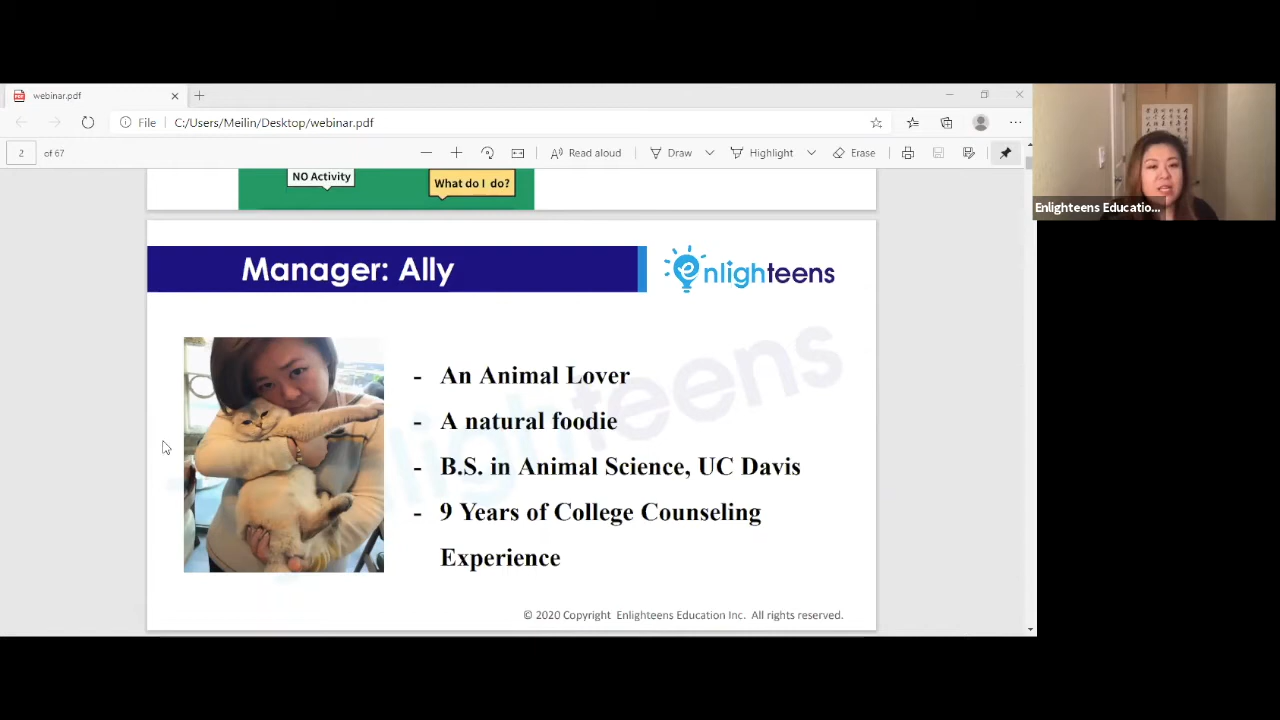 webinar.pdf
File
C:/Users/Meilin/Desktop/webinar.pdf
2
of 67
Read aloud
Draw
Highlight
Erase
NO Activity
What do I do?
Enlighteens Educatio...
Manager: Ally
enlighteens
- An Animal Lover
- A natural foodie
- B.S. in Animal Science, UC Davis
- 9 Years of College Counseling
Experience
© 2020 Copyright Enlighteens Education Inc. All rights reserved.